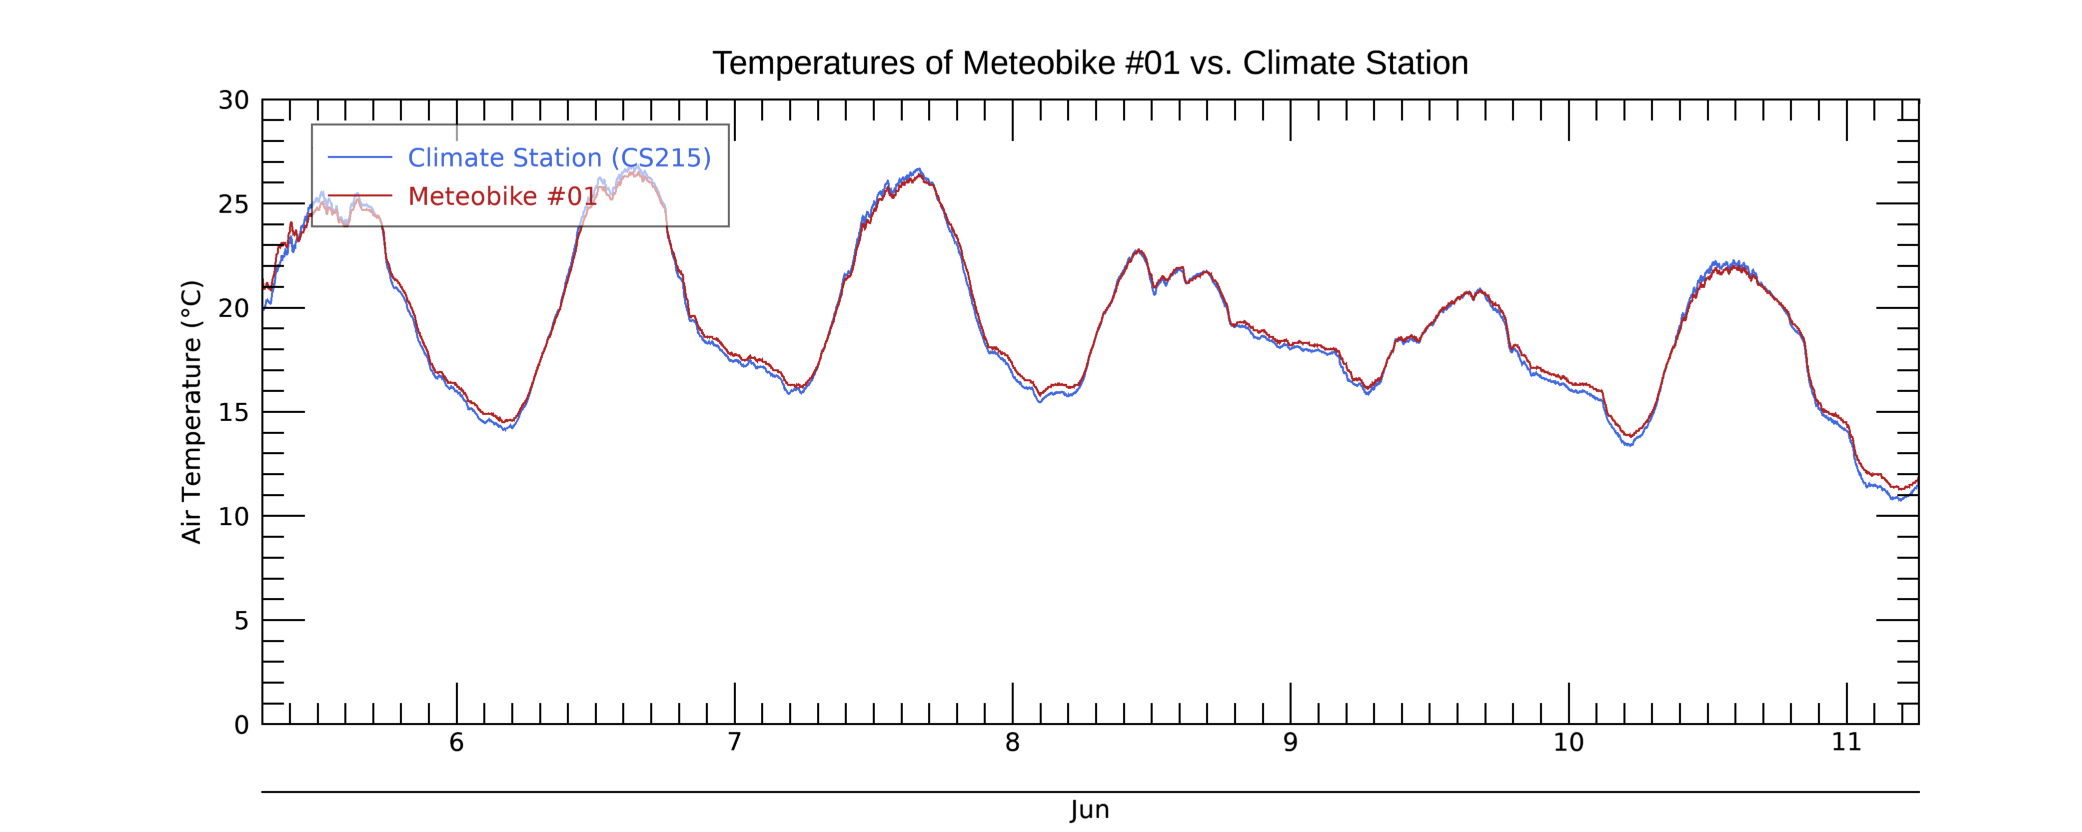 Temperatures of Meteobike #01 vs. Climate Station
30
25
20
15
10
5
0
Air Temperature (°C)
Climate Station (CS215)
Meteobike #01
6 7 8 9 10 11
Jun